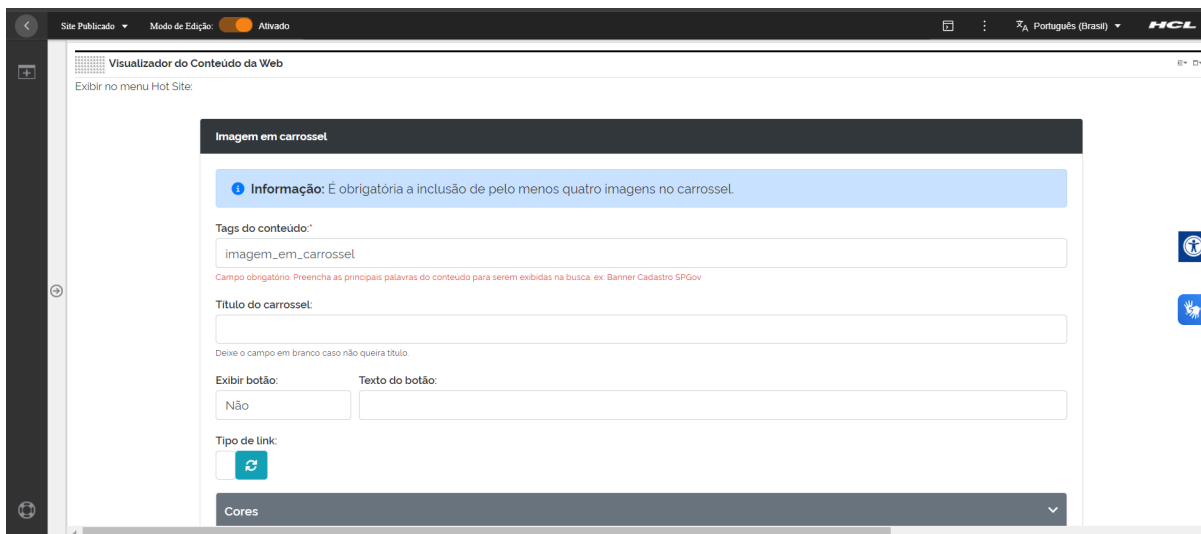 Site Publicado Modo de Edição: Ativado Português (Brasil) HCL
Visualizador do Conteúdo da Web
Exibir no menu Hot Site:
Imagem em carrossel
Informação: É obrigatória a inclusão de pelo menos quatro imagens no carrossel.
Tags do conteúdo:*
imagem_em_carrossel
Campo obrigatório. Preencha as principais palavras do conteúdo para serem exibidas na busca. ex: Banner Cadastro SPGov
Título do carrossel:
Deixe o campo em branco caso não queira título.
Exibir botão: Texto do botão:
Não
Tipo de link:
Cores